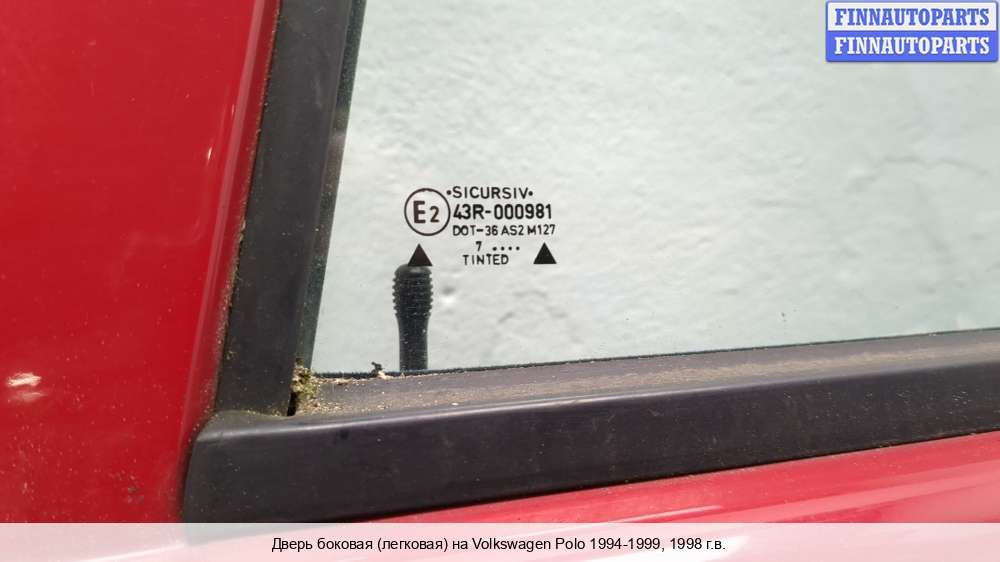 FINNAUTOPARTS
FINNAUTOPARTS
•SICURSIV•
E2 43R-000981
DOT-36 AS2 M127
7 ....
TINTED
Дверь боковая (легковая) на Volkswagen Polo 1994-1999, 1998 г.в.